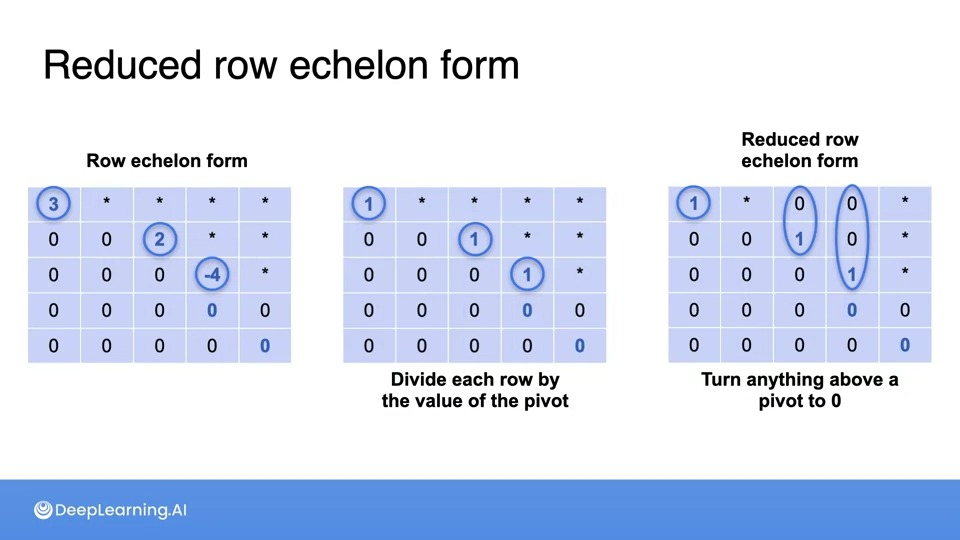 Reduced row echelon form
Row echelon form
3 * * * *
0 0 2 * *
0 0 0 -4 *
0 0 0 0 0
0 0 0 0 0
1 * * * *
0 0 1 * *
0 0 0 1 *
0 0 0 0 0
0 0 0 0 0
Divide each row by
the value of the pivot
Reduced row
echelon form
1 * 0 0 *
0 0 1 0 *
0 0 0 1 *
0 0 0 0 0
0 0 0 0 0
Turn anything above a
pivot to 0
DeepLearning.AI